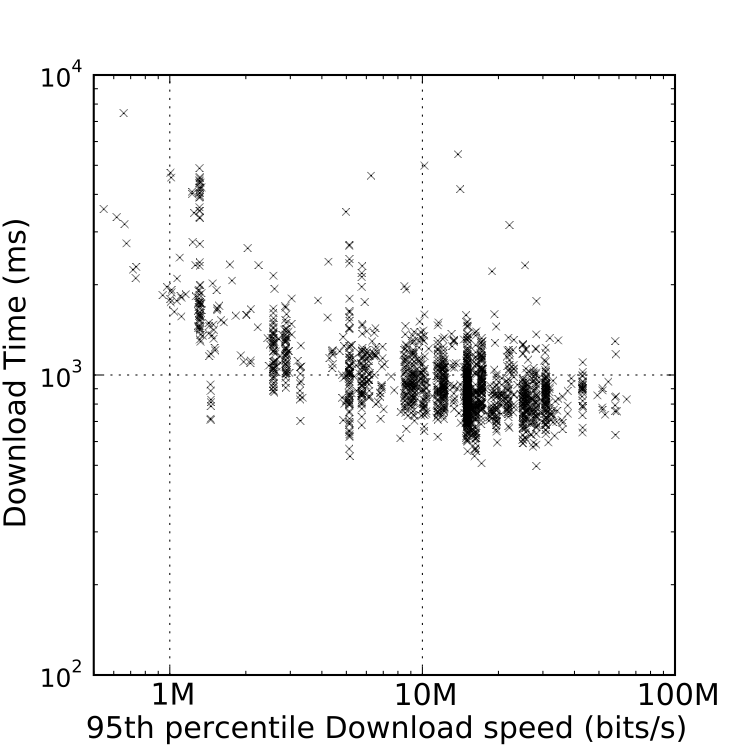 10^4
10^3
10^2
Download Time (ms)
1M 10M 100M
95th percentile Download speed (bits/s)